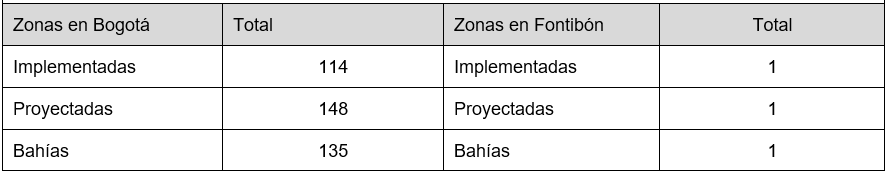 Zonas en Bogotá Total Zonas en Fontibón Total
Implementadas 114 Implementadas 1
Proyectadas 148 Proyectadas 1
Bahías 135 Bahías 1